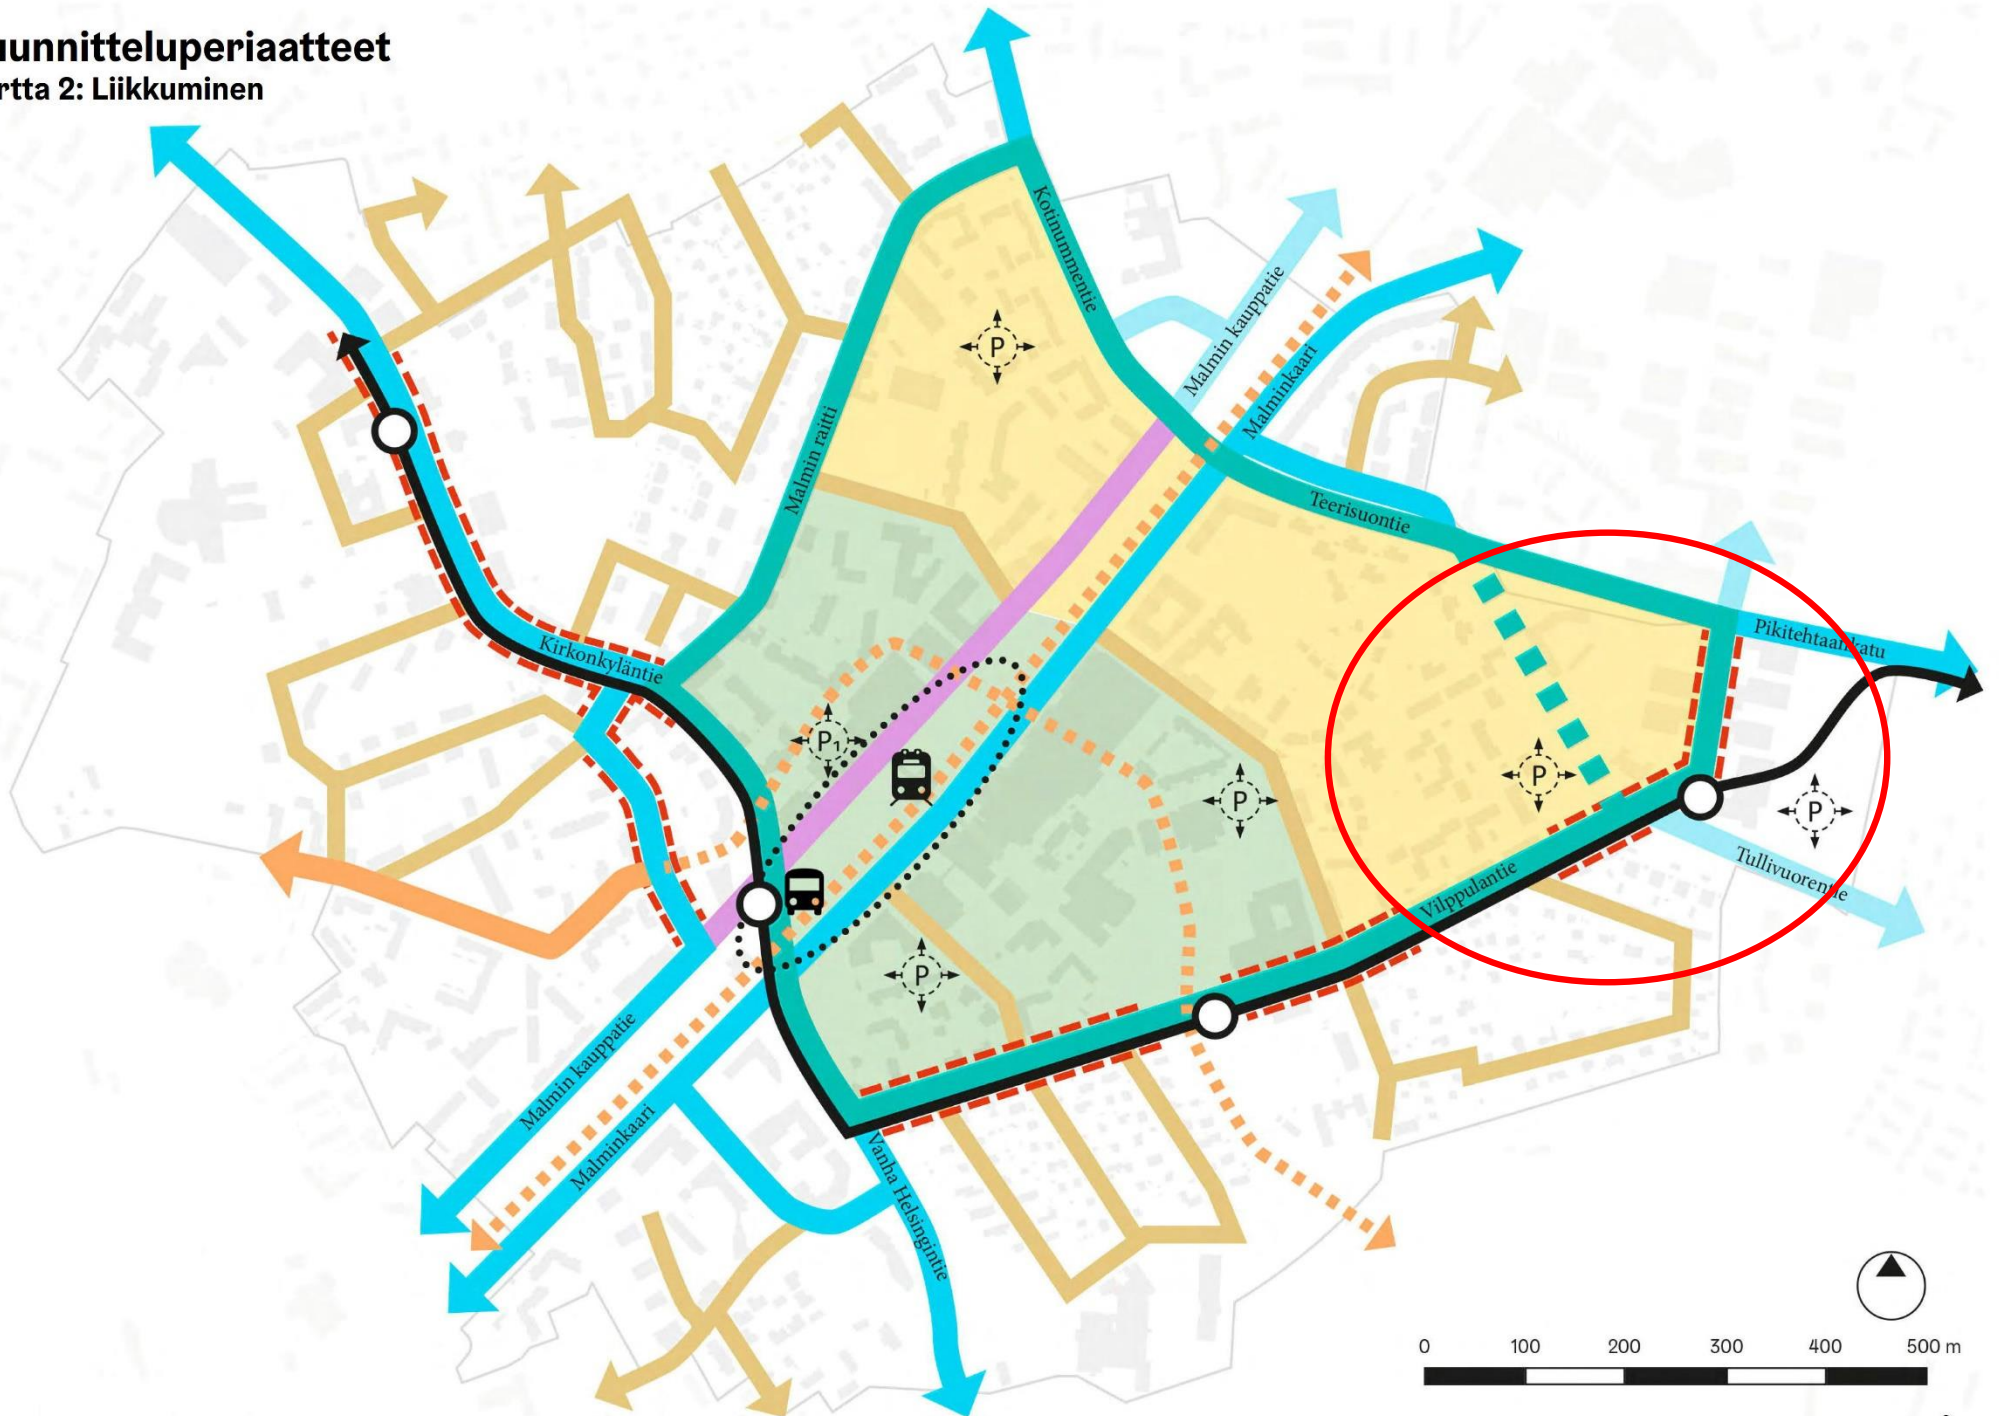 uunnitteluperiaatteet
rtta 2: Liikkuminen
Kotinummentie
Malmin kauppatie
Malminkaari
P
Malmin raitti
Teerisuontie
Kirkonkyläntie
Pikitehtaankatu
P₁
P
P
P
Tullivuorentie
Vilppulantie
P
Malmin kauppatie
Malminkaari
Vanha Helsingintie
0 100 200 300 400 500 m